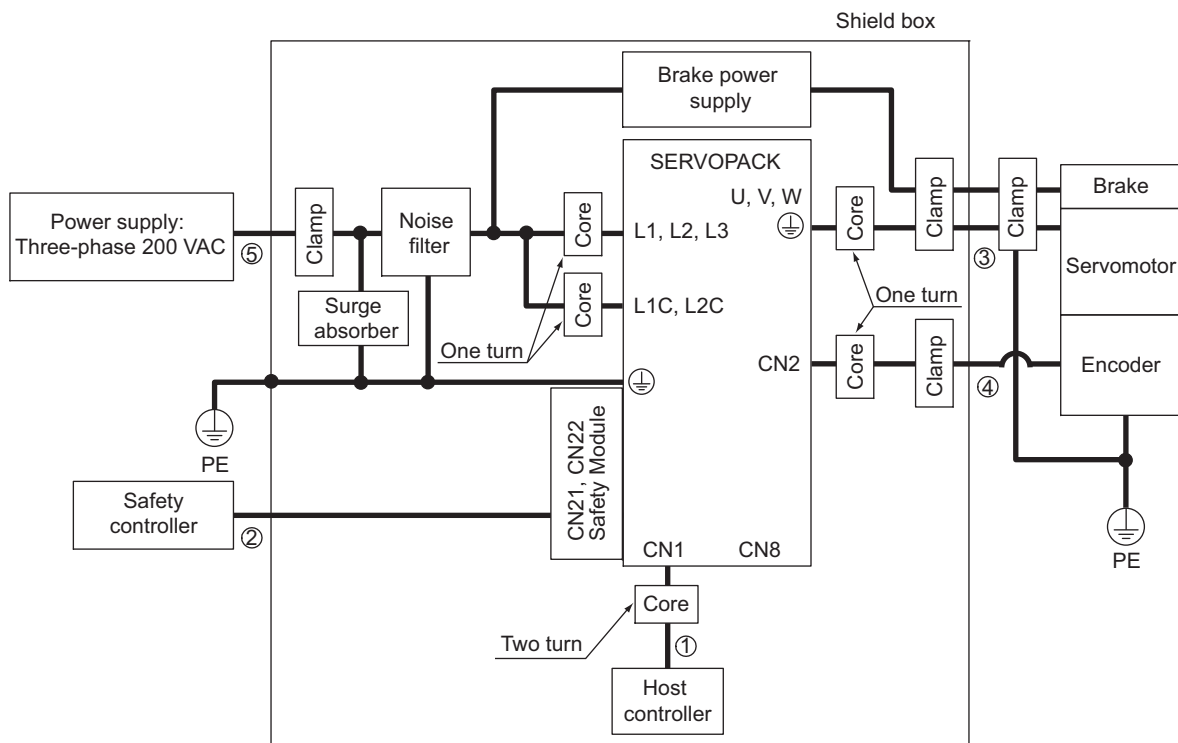 Shield box
Brake power
supply
SERVOPACK
U, V, W
Power supply:
Three-phase 200 VAC
⑤
Clamp
Noise
filter
Core
L1, L2, L3
Core
Clamp
Clamp
Brake
③
Servomotor
Surge
absorber
Core
L1C, L2C
One turn
One turn
CN2
Core
Clamp
④
Encoder
PE
CN21, CN22
Safety Module
Safety
controller
②
CN1
CN8
PE
Core
Two turn
①
Host
controller